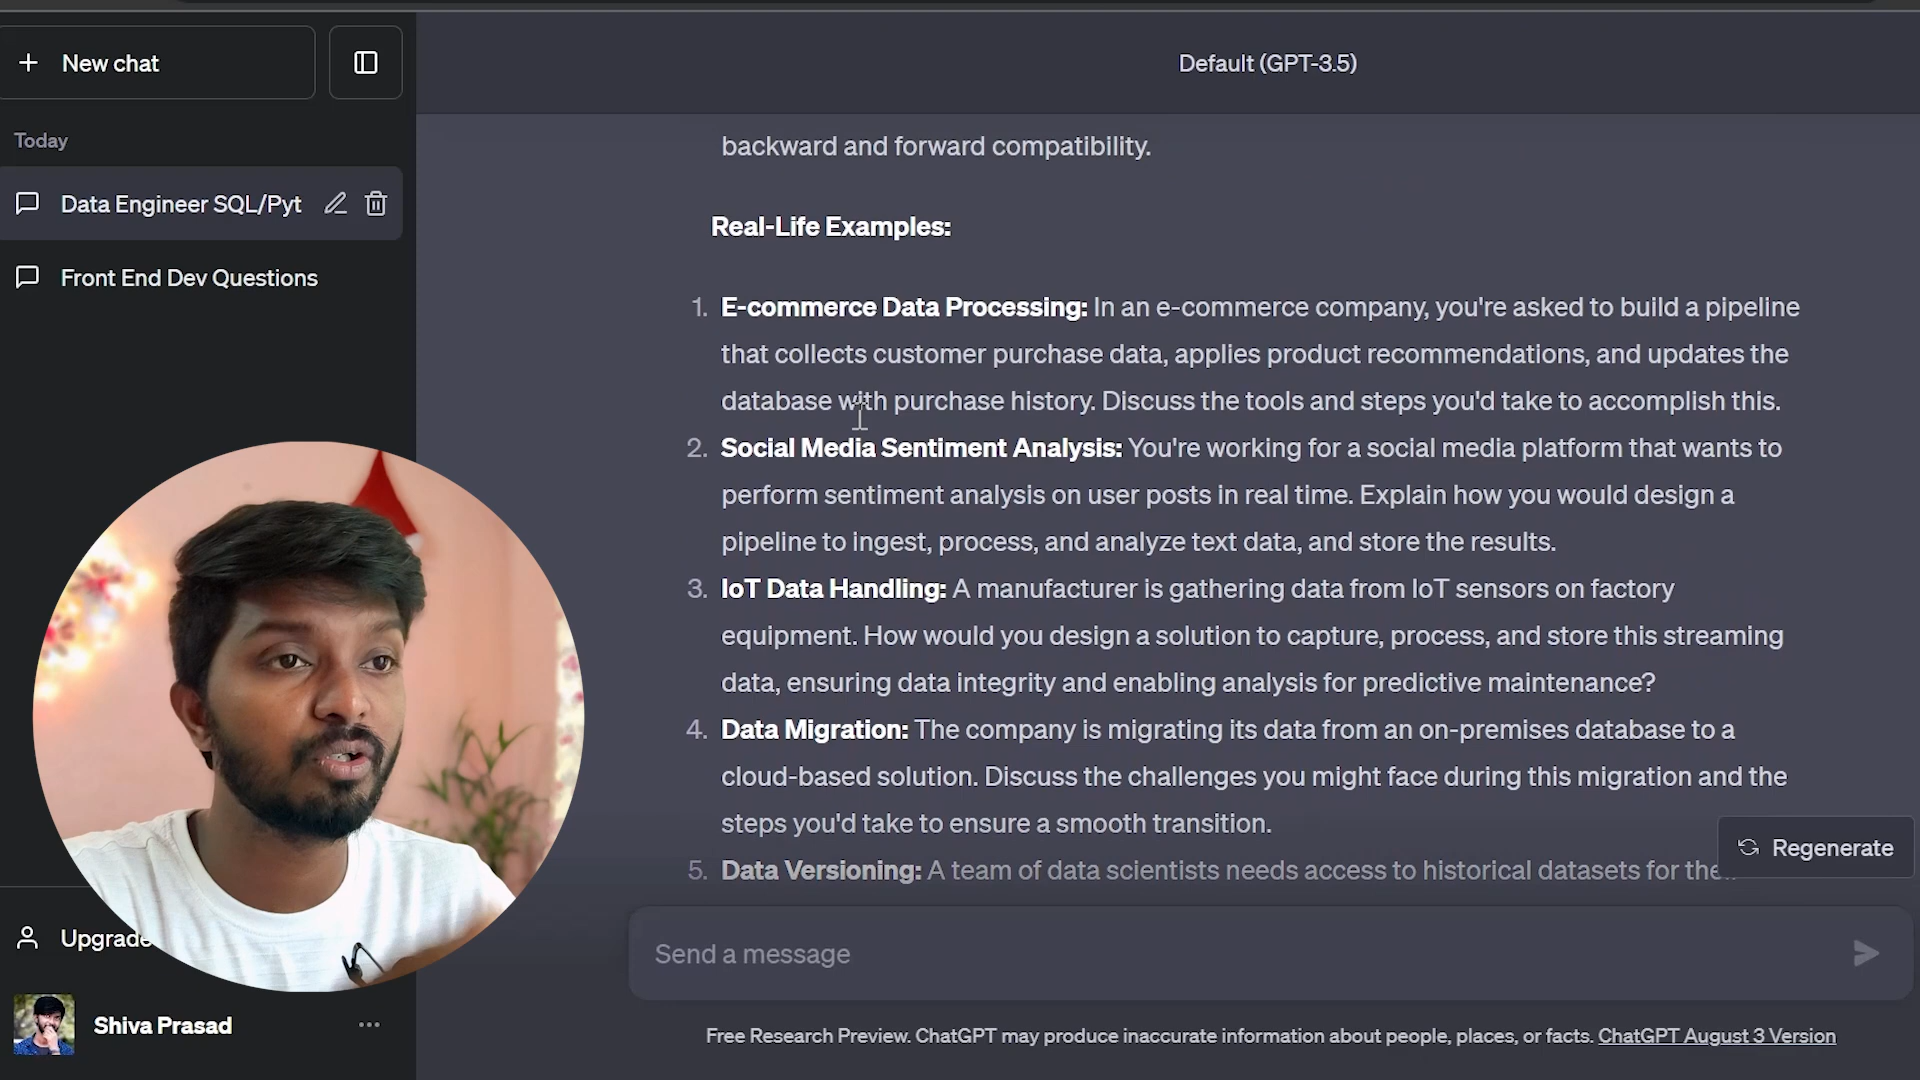 New chat
Default (GPT-3.5)
Today
Data Engineer SQL/Pyt
Front End Dev Questions
backward and forward compatibility.
Real-Life Examples:
1. E-commerce Data Processing: In an e-commerce company, you're asked to build a pipeline
that collects customer purchase data, applies product recommendations, and updates the
database with purchase history. Discuss the tools and steps you'd take to accomplish this.
2. Social Media Sentiment Analysis: You're working for a social media platform that wants to
perform sentiment analysis on user posts in real time. Explain how you would design a
pipeline to ingest, process, and analyze text data, and store the results.
3. IoT Data Handling: A manufacturer is gathering data from IoT sensors on factory
equipment. How would you design a solution to capture, process, and store this streaming
data, ensuring data integrity and enabling analysis for predictive maintenance?
4. Data Migration: The company is migrating its data from an on-premises database to a
cloud-based solution. Discuss the challenges you might face during this migration and the
steps you'd take to ensure a smooth transition.
Regenerate
5. Data Versioning: A team of data scientists needs access to historical datasets for
Upgrade
Send a message
Shiva Prasad
Free Research Preview. ChatGPT may produce inaccurate information about people, places, or facts. ChatGPT August 3 Version